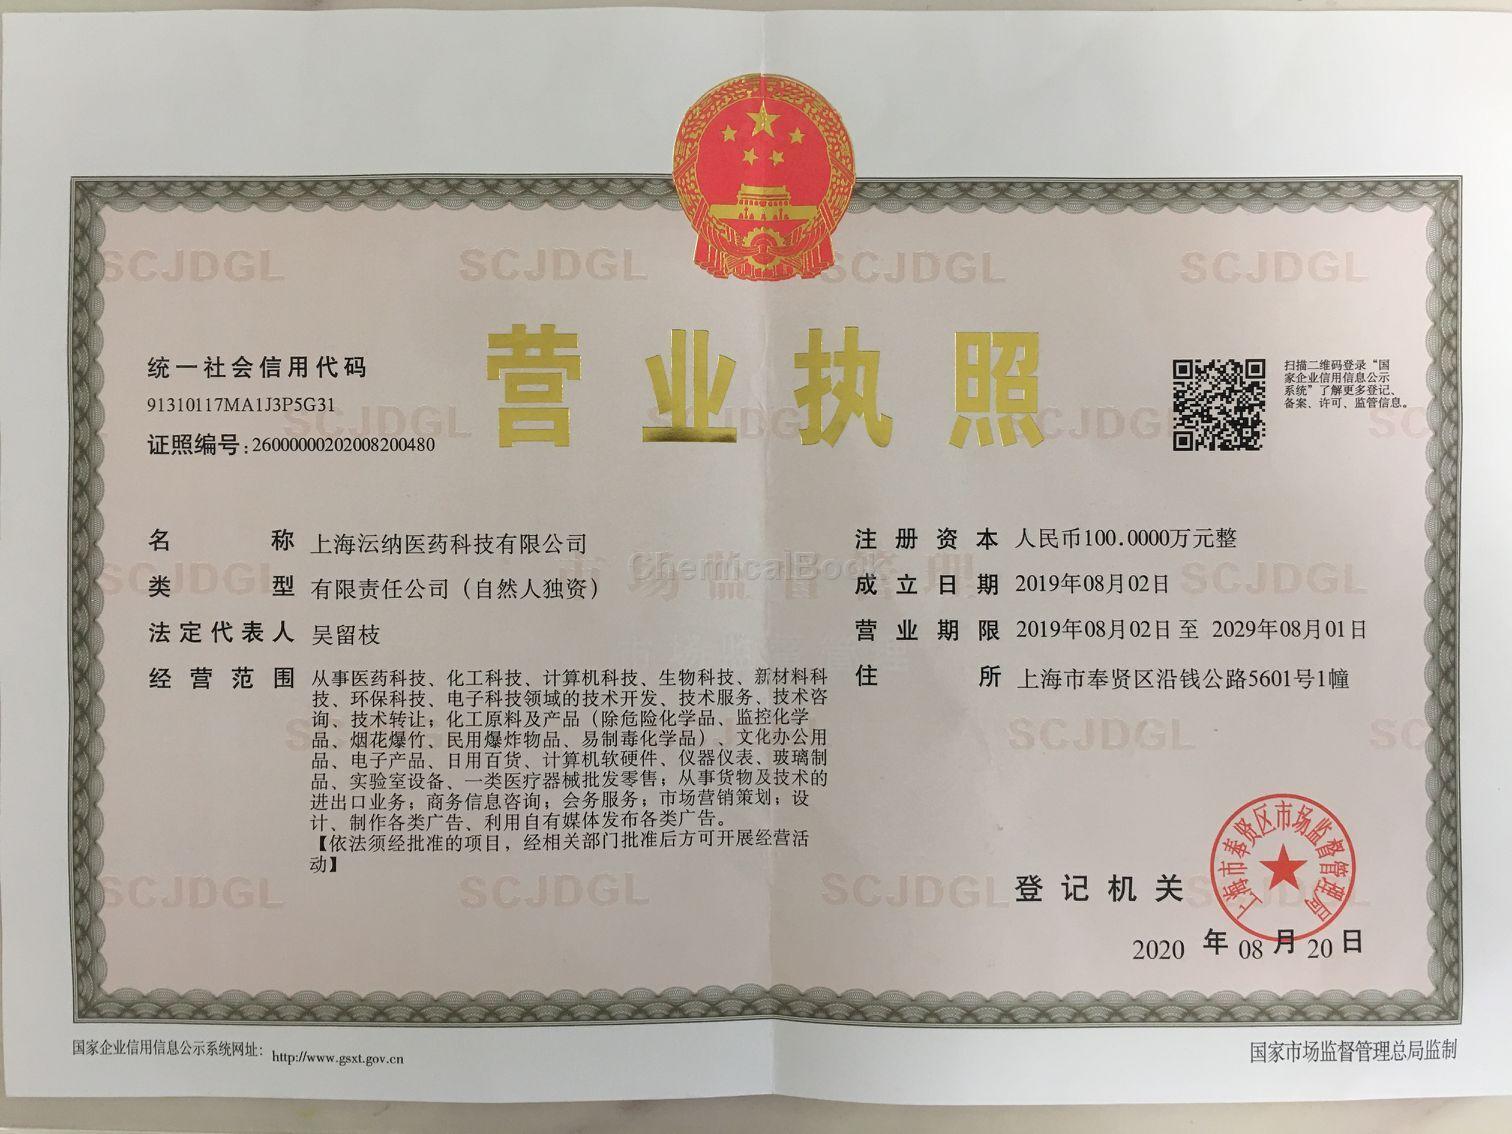 营业执照
统一社会信用代码
91310117MA1J3P5G31
证照编号:26000000202008200480
扫描二维码登录“国
家企业信用信息公示
系统”了解更多登记、
备案、许可、监管信息。
名称 上海沄纳医药科技有限公司
类型 有限责任公司（自然人独资）
法定代表人 吴留枝
经营范围 从事医药科技、化工科技、计算机科技、生物科技、新材料科
技、环保科技、电子科技领域的技术开发、技术服务、技术咨
询、技术转让；化工原料及产品（除危险化学品、监控化学
品、烟花爆竹、民用爆炸物品、易制毒化学品）、文化办公用
品、电子产品、日用百货、计算机软硬件、仪器仪表、玻璃制
品、实验室设备、一类医疗器械批发零售；从事货物及技术的
进出口业务；商务信息咨询；会务服务；市场营销策划；设
计、制作各类广告、利用自有媒体发布各类广告。
【依法须经批准的项目，经相关部门批准后方可开展经营活
动】
注册资本 人民币100.0000万元整
成立日期 2019年08月02日
营业期限 2019年08月02日 至 2029年08月01日
住所 上海市奉贤区沿钱公路5601号1幢
登记机关
上海市奉贤区市场监督管理局
2020 年 08 月 20 日
国家企业信用信息公示系统网址： http://www.gsxt.gov.cn
国家市场监督管理总局监制
ChemicalBook
SCJDGL
市场监督管理